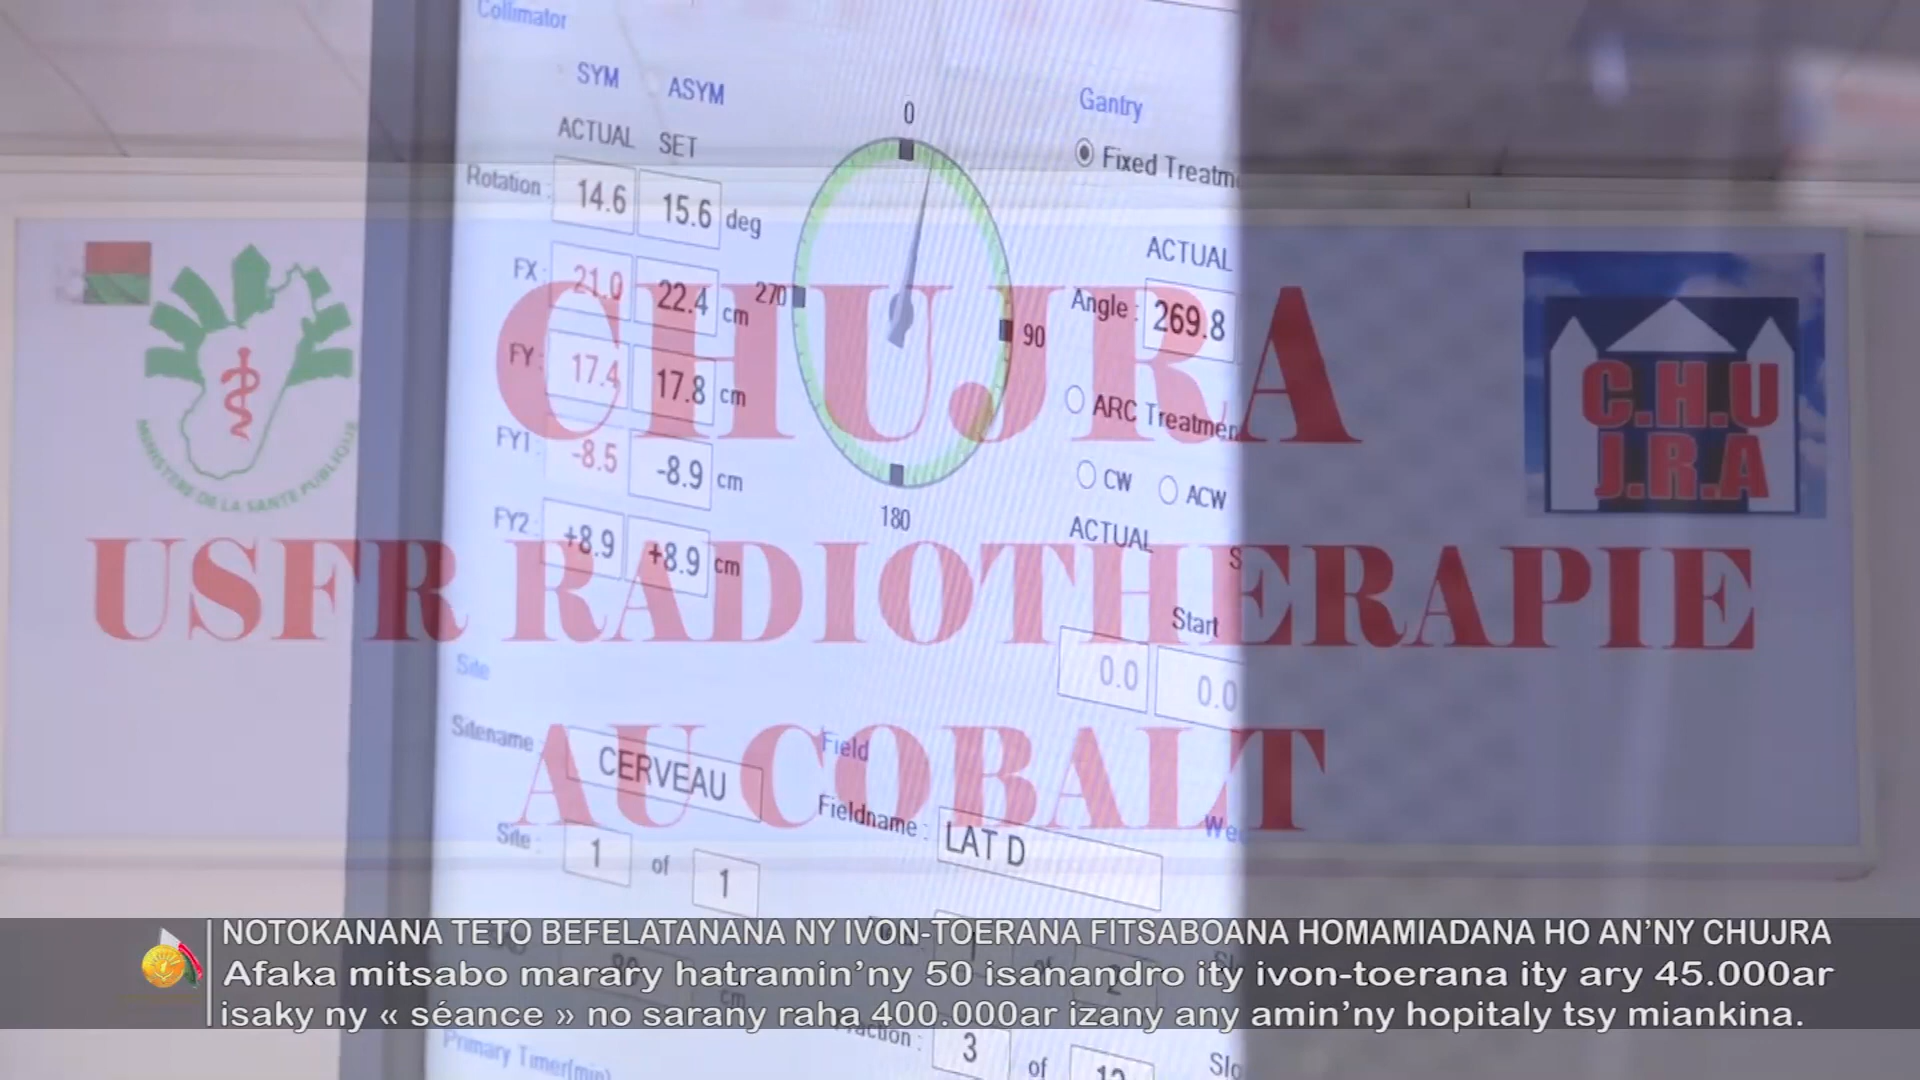 Collimator
SYM ASYM
ACTUAL SET
Rotation : 14.6 15.6 deg
FX : 21.0 22.4 cm
FY : 17.4 17.8 cm
FY1 : -8.5 -8.9 cm
FY2 : +8.9 +8.9 cm
0
90
180
270
Gantry
Fixed Treatm
ACTUAL
Angle : 269.8
ARC Treatmen
CW ACW
ACTUAL S
Start
0.0 0.0
Site
Sitename CERVEAU
Site : 1 of 1
Field
Fieldname : LAT D
3 of
Primary Timer(min)
MINISTERE DE LA SANTE PUBLIQUE
CHUJRA
USFR RADIOTHERAPIE
AU COBALT
C.H.U
J.R.A
NOTOKANANA TETO BEFELATANANA NY IVON-TOERANA FITSABOANA HOMAMIADANA HO AN’NY CHUJRA
Afaka mitsabo marary hatramin’ny 50 isanandro ity ivon-toerana ity ary 45.000ar
isaky ny « séance » no sarany raha 400.000ar izany any amin’ny hopitaly tsy miankina.